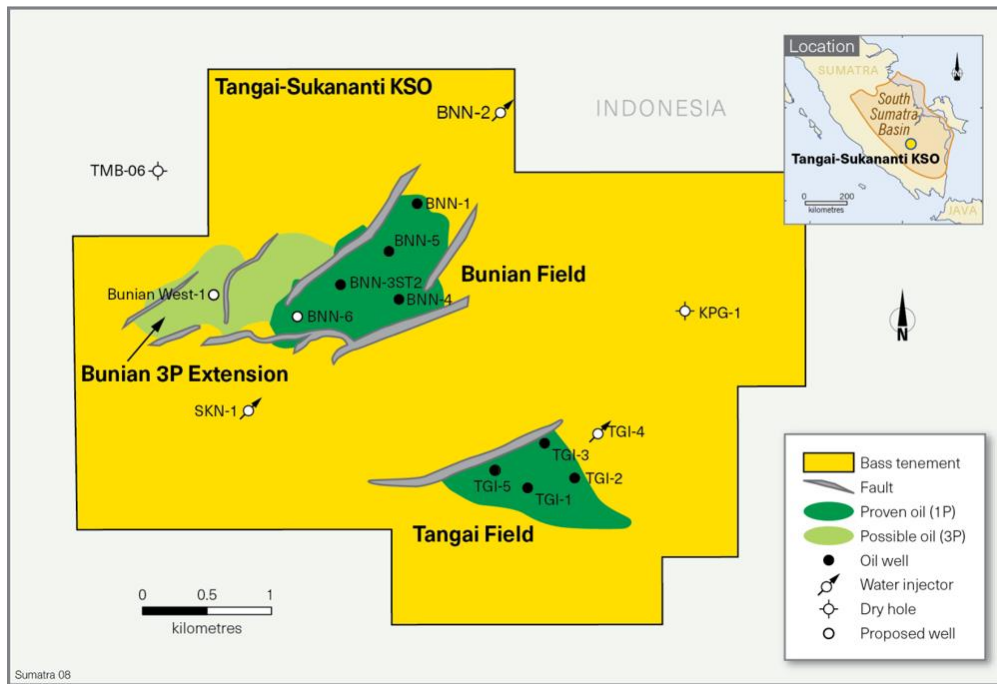 Tangai-Sukananti KSO
BNN-2
INDONESIA
TMB-06
BNN-1
BNN-5
Bunian Field
BNN-3ST2
BNN-4
Bunian West-1
BNN-6
KPG-1
Bunian 3P Extension
SKN-1
TGI-4
TGI-3
TGI-5
TGI-2
TGI-1
Tangai Field
N
0 0.5 1
kilometres
Sumatra 08
Location
N
SUMATRA
South
Sumatra
Basin
Tangai-Sukananti KSO
0 200
kilometres
JAVA
Bass tenement
Fault
Proven oil (1P)
Possible oil (3P)
Oil well
Water injector
Dry hole
Proposed well